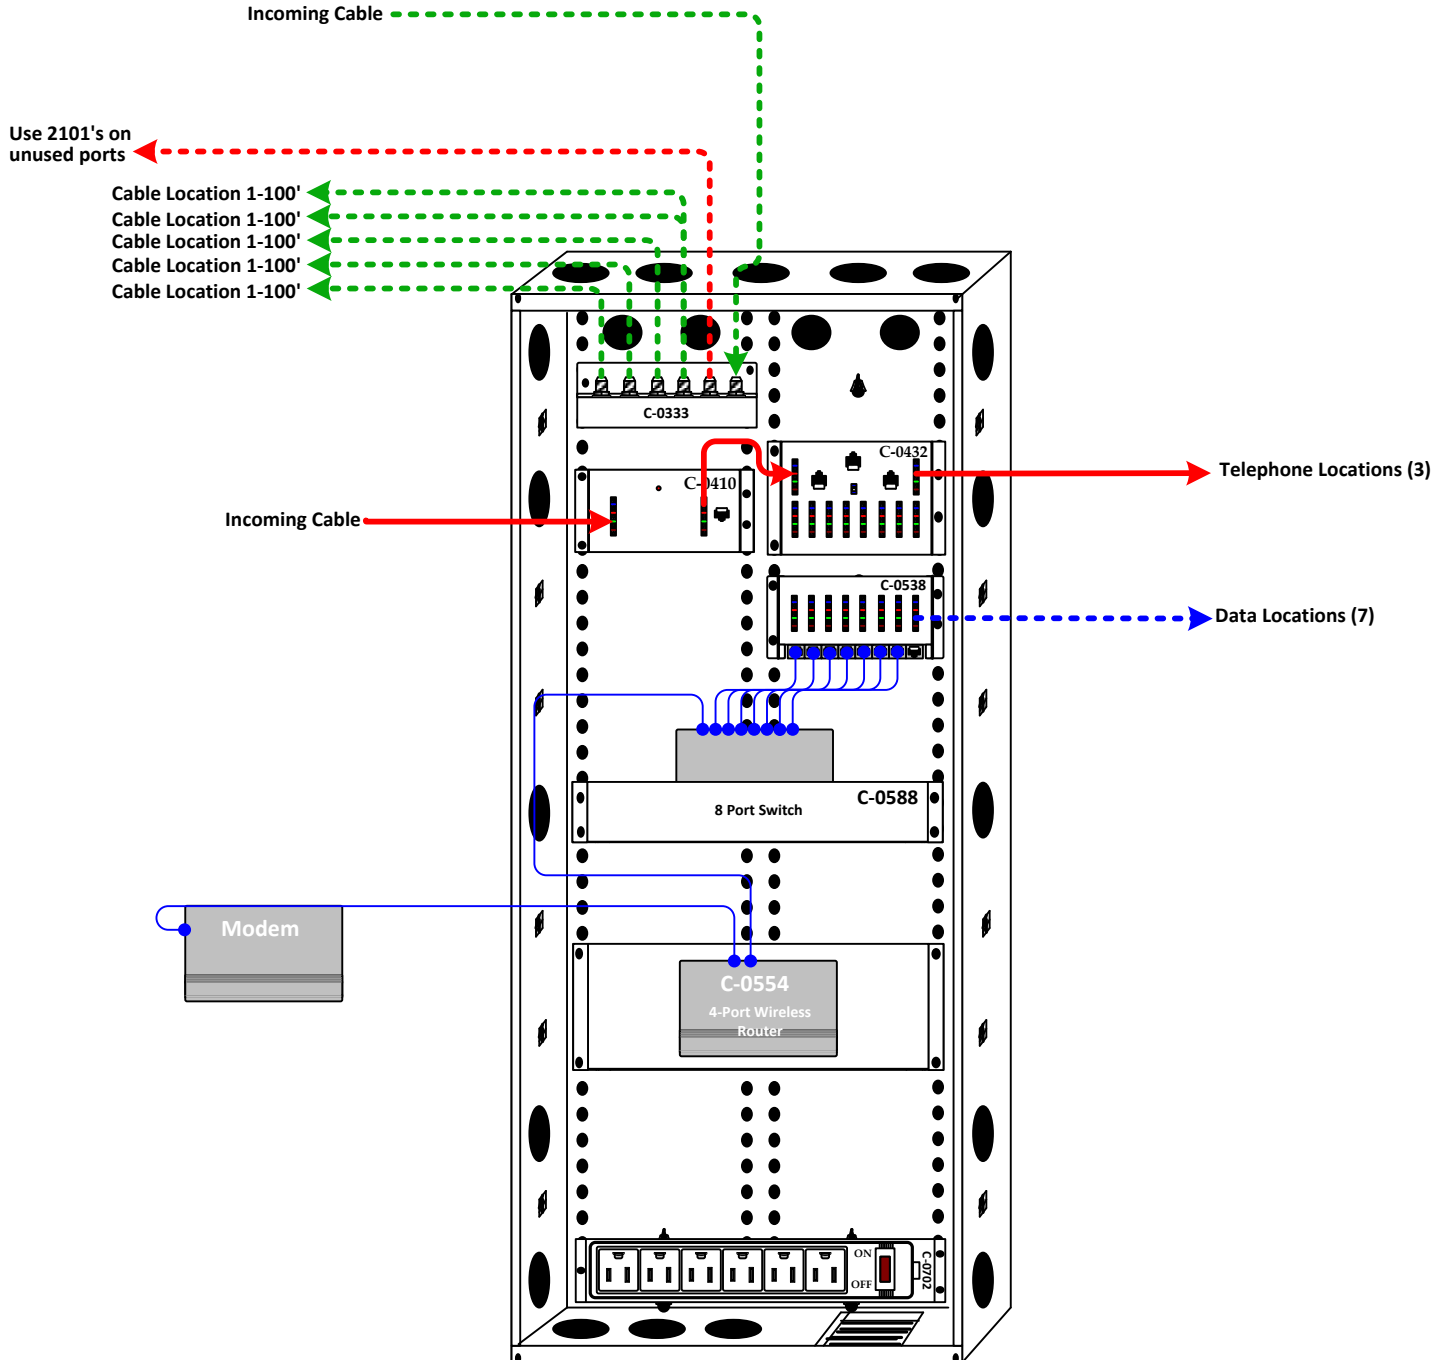 Incoming Cable
Use 2101's on
unused ports
Cable Location 1-100'
Cable Location 1-100'
Cable Location 1-100'
Cable Location 1-100'
Cable Location 1-100'
C-0333
C-0432
Telephone Locations (3)
C-0410
Incoming Cable
C-0538
Data Locations (7)
C-0588
8 Port Switch
Modem
C-0554
4-Port Wireless
Router
ON
OFF
C-0702